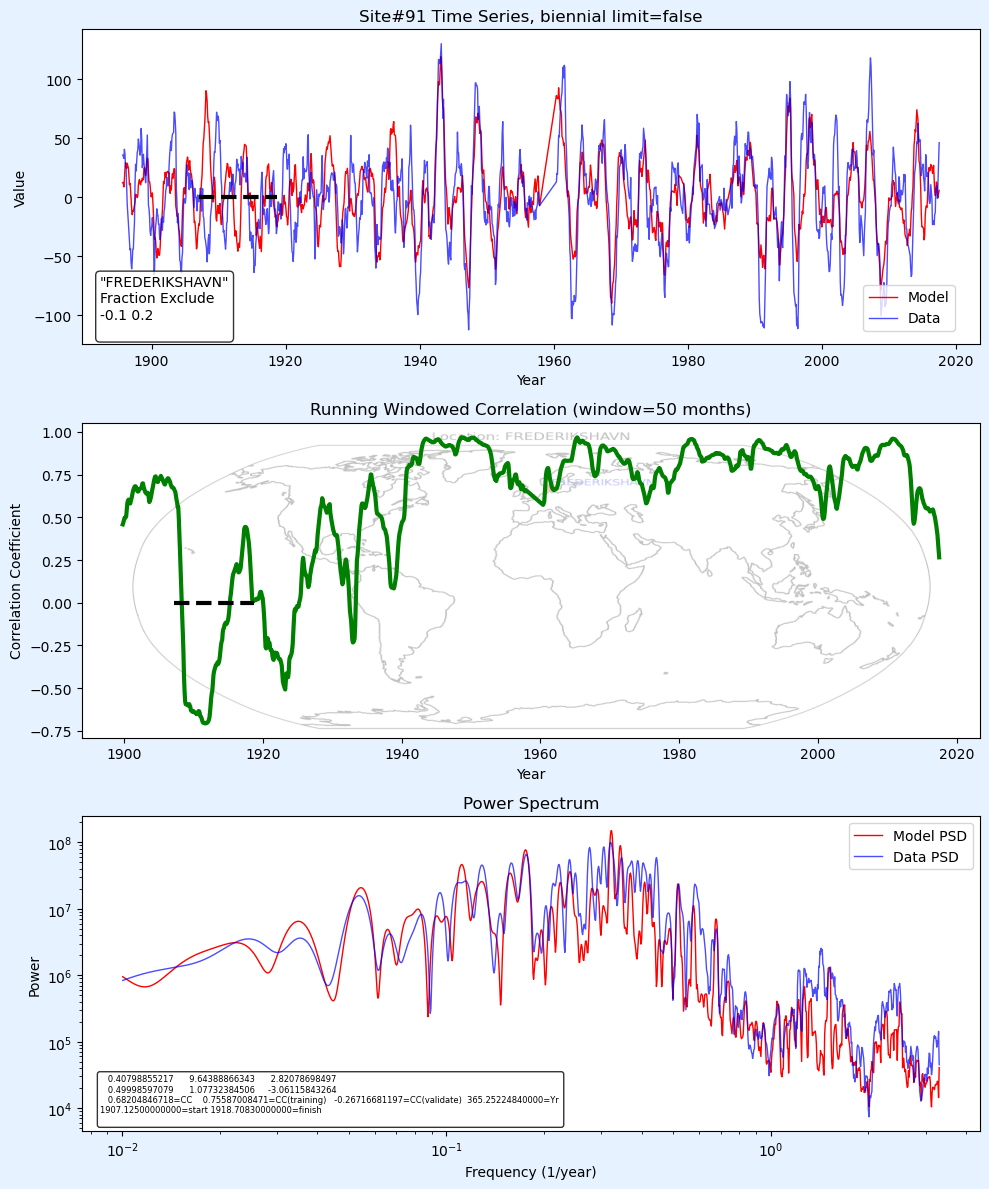 Site#91 Time Series, biennial limit=false
100
50
0
−50
−100
Value
"FREDERIKSHAVN"
Fraction Exclude
-0.1 0.2
Model
Data
1900 1920 1940 1960 1980 2000 2020
Year
Running Windowed Correlation (window=50 months)
Location: FREDERIKSHAVN
FREDERIKSHAVN
1.00
0.75
0.50
0.25
0.00
−0.25
−0.50
−0.75
Correlation Coefficient
1900 1920 1940 1960 1980 2000 2020
Year
Power Spectrum
Model PSD
Data PSD
10⁸
10⁷
10⁶
10⁵
10⁴
Power
0.40798855217 9.64388866343 2.82078698497
0.49998597079 1.07732384506 -3.06115843264
0.68204846718=CC 0.75587008471=CC(training) -0.26716681197=CC(validate) 365.25224840000=Yr
1907.12500000000=start 1918.70830000000=finish
10⁻² 10⁻¹ 10⁰
Frequency (1/year)